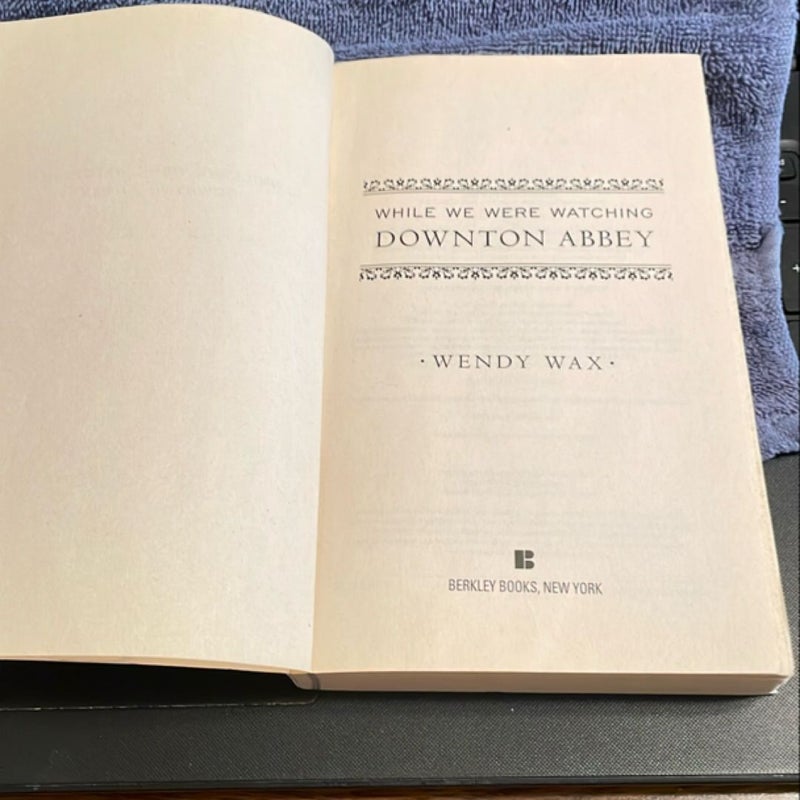 WHILE WE WERE WATCHING
DOWNTON ABBEY
· WENDY WAX ·
B
BERKLEY BOOKS, NEW YORK